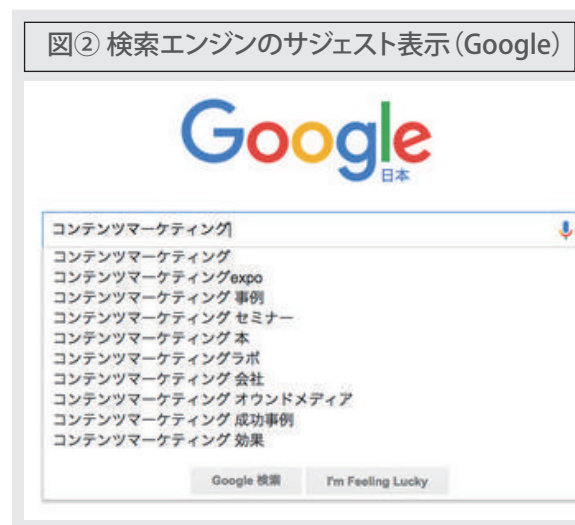 図② 検索エンジンのサジェスト表示（Google）
Google
日本
コンテンツマーケティング
コンテンツマーケティング
コンテンツマーケティングexpo
コンテンツマーケティング 事例
コンテンツマーケティング セミナー
コンテンツマーケティング 本
コンテンツマーケティングラボ
コンテンツマーケティング 会社
コンテンツマーケティング オウンドメディア
コンテンツマーケティング 成功事例
コンテンツマーケティング 効果
Google 検索 I'm Feeling Lucky